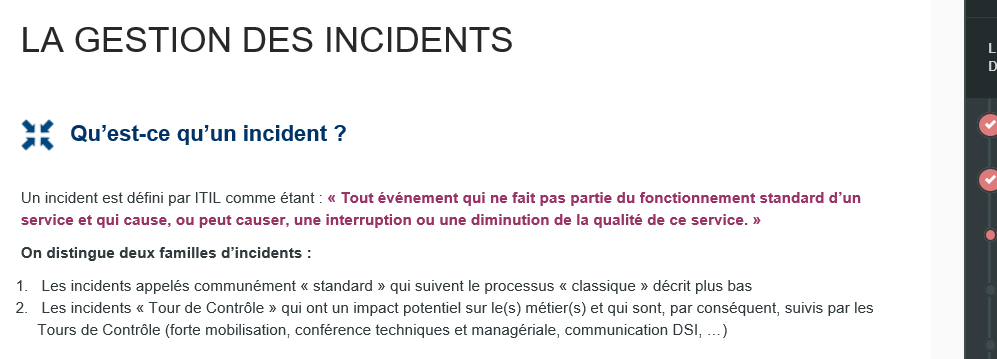 LA GESTION DES INCIDENTS
Qu’est-ce qu’un incident ?
Un incident est défini par ITIL comme étant : « Tout événement qui ne fait pas partie du fonctionnement standard d’un
service et qui cause, ou peut causer, une interruption ou une diminution de la qualité de ce service. »
On distingue deux familles d’incidents :
1. Les incidents appelés communément « standard » qui suivent le processus « classique » décrit plus bas
2. Les incidents « Tour de Contrôle » qui ont un impact potentiel sur le(s) métier(s) et qui sont, par conséquent, suivis par les
Tours de Contrôle (forte mobilisation, conférence techniques et managériale, communication DSI, …)
L
D